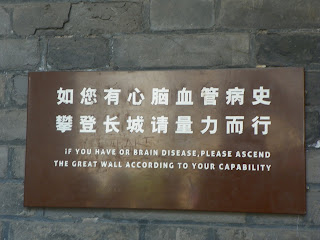 如您有心脑血管病史
攀登长城请量力而行
IF YOU HAVE OR BRAIN DISEASE,PLEASE ASCEND
THE GREAT WALL ACCORDING TO YOUR CAPABILITY